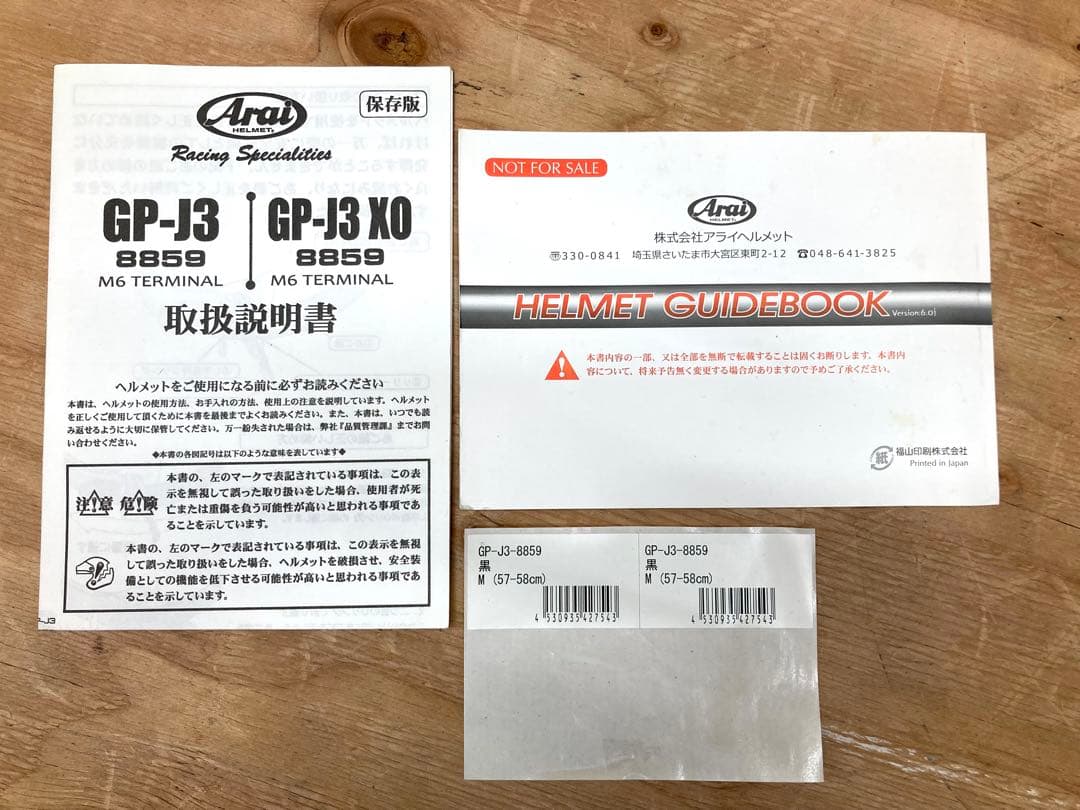 Arai
HELMET
保存版
Racing Specialities
GP-J3
8859
M6 TERMINAL
GP-J3 XO
8859
M6 TERMINAL
取扱説明書
ヘルメットをご使用になる前に必ずお読みください
本書は、ヘルメットの使用方法、お手入れの方法、使用上の注意を説明しています。ヘルメット
を正しくご使用して頂くために本書を最後までよくお読みください。また、本書は、いつでも読
み返せるように大切に保管してください。万一紛失された場合は、弊社『品質管理課』までお問
い合わせください。
◆本書の各図記号は以下のような意味を表しています◆
注意 危険
本書の、左のマークで表記されている事項は、この表
示を無視して誤った取り扱いをした場合、使用者が死
亡または重傷を負う可能性が高いと思われる事項であ
ることを示しています。
本書の、左のマークで表記されている事項は、この表示を無視
して誤った取り扱いをした場合、ヘルメットを破損させ、安全装
備としての機能を低下させる可能性が高いと思われる事項であ
ることを示しています。
P-J3
NOT FOR SALE
Arai
HELMET
株式会社アライヘルメット
〒330-0841 埼玉県さいたま市大宮区東町2-12 ☎048-641-3825
HELMET GUIDEBOOK Version:6.01
本書内容の一部、又は全部を無断で転載することは固くお断りします。本書内
容について、将来予告無く変更する場合がありますので予めご了承ください。
紙
福山印刷株式会社
Printed in Japan
GP-J3-8859
黒
M (57-58cm)
4 530935 427543
GP-J3-8859
黒
M (57-58cm)
4 530935 427543